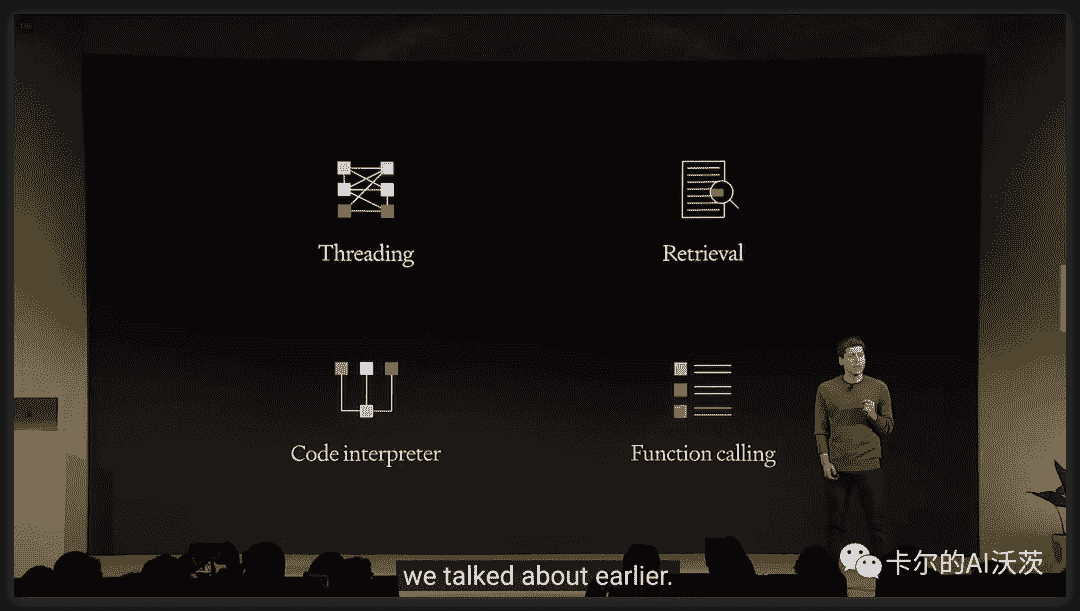 Threading
Retrieval
Code interpreter
Function calling
we talked about earlier.
卡尔的AI沃茨